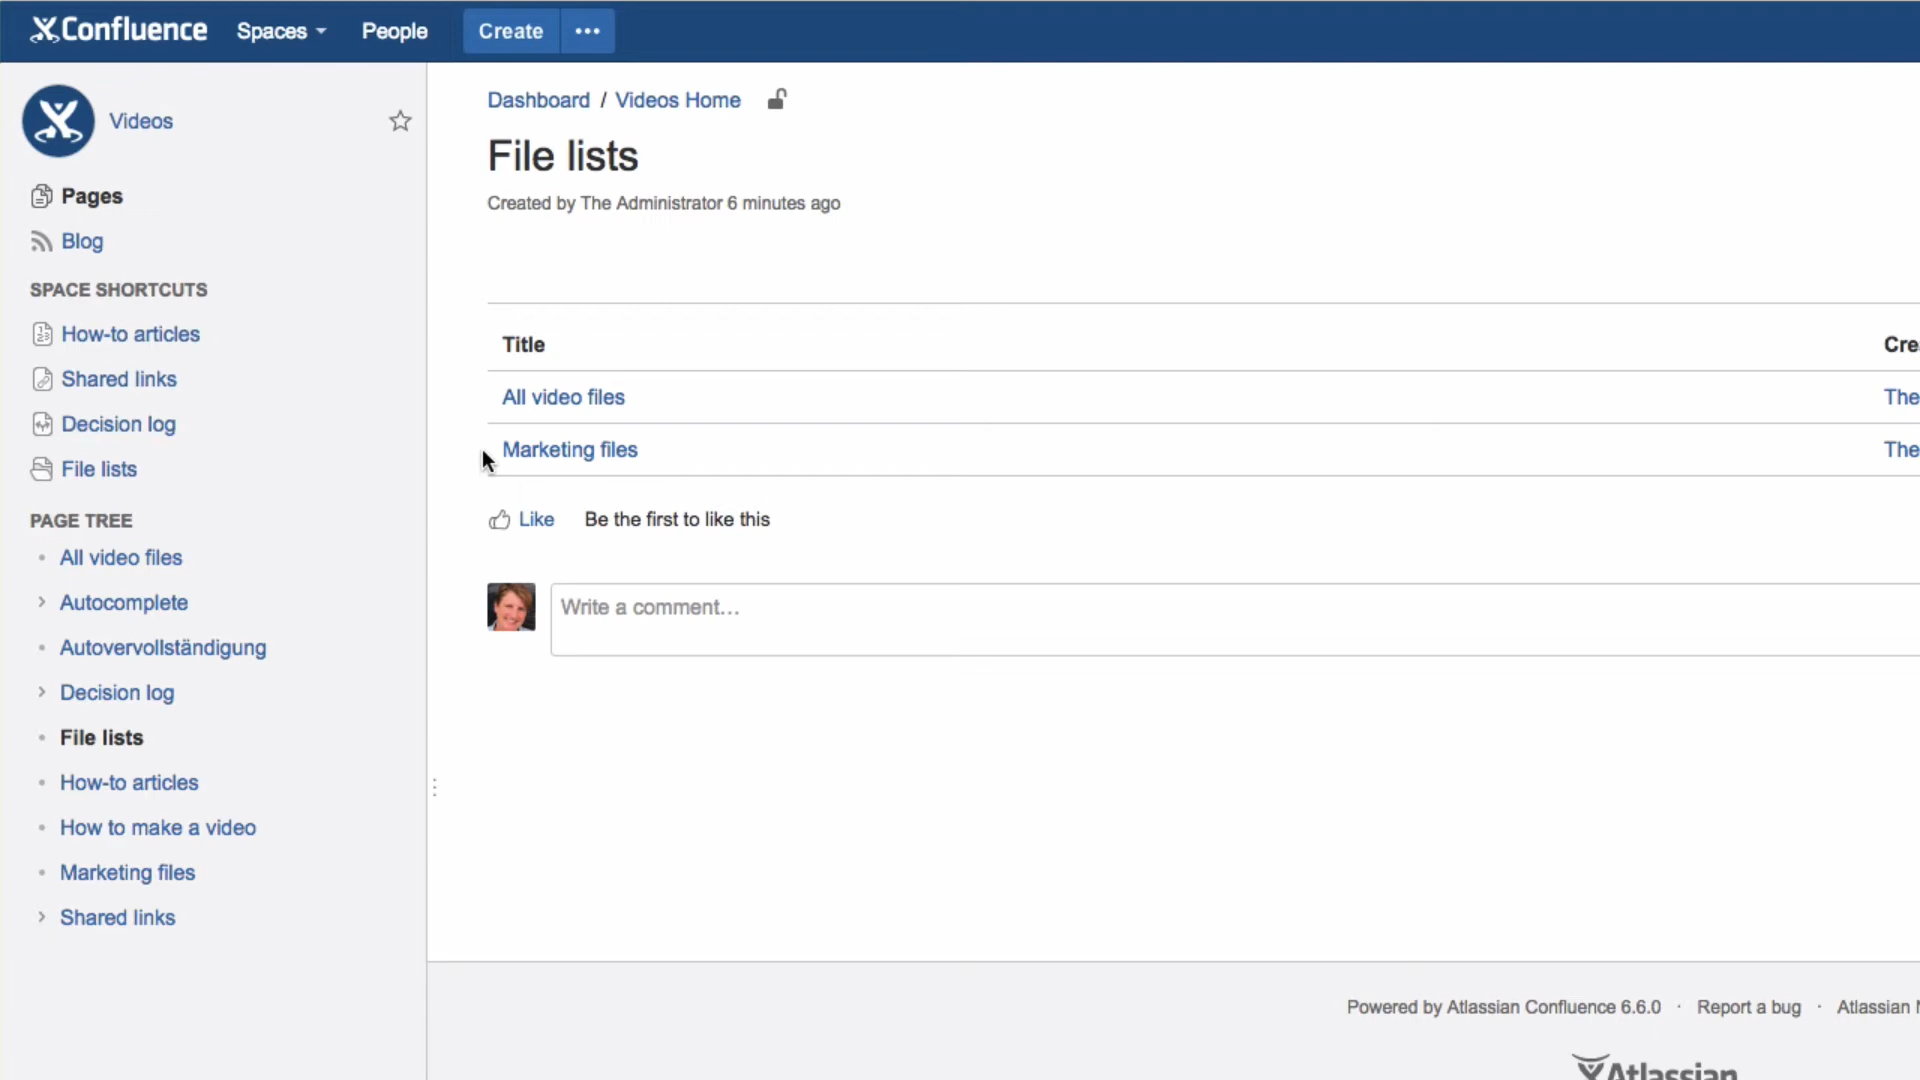 Confluence Spaces People Create
Videos
Pages
Blog
SPACE SHORTCUTS
How-to articles
Shared links
Decision log
File lists
PAGE TREE
All video files
Autocomplete
Autovervollständigung
Decision log
File lists
How-to articles
How to make a video
Marketing files
Shared links
Dashboard / Videos Home
File lists
Created by The Administrator 6 minutes ago
Title Cre
All video files The
Marketing files The
Like Be the first to like this
Write a comment...
Powered by Atlassian Confluence 6.6.0 · Report a bug · Atlassian
Atlassian